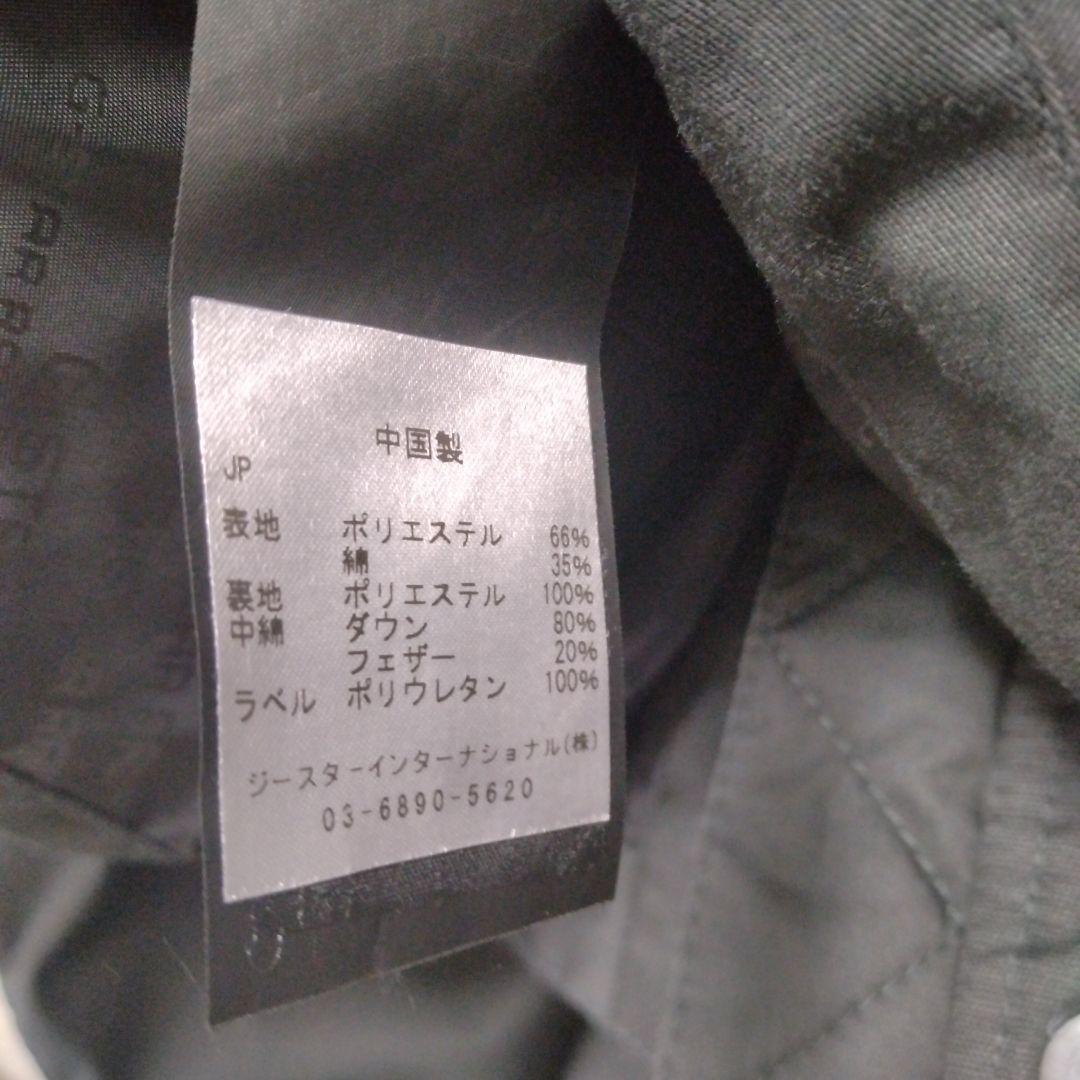 中国製
JP
表地 ポリエステル 66%
綿 35%
裏地 ポリエステル 100%
中綿 ダウン 80%
フェザー 20%
ラベル ポリウレタン 100%
ジースターインターナショナル(株)
03-6890-5620